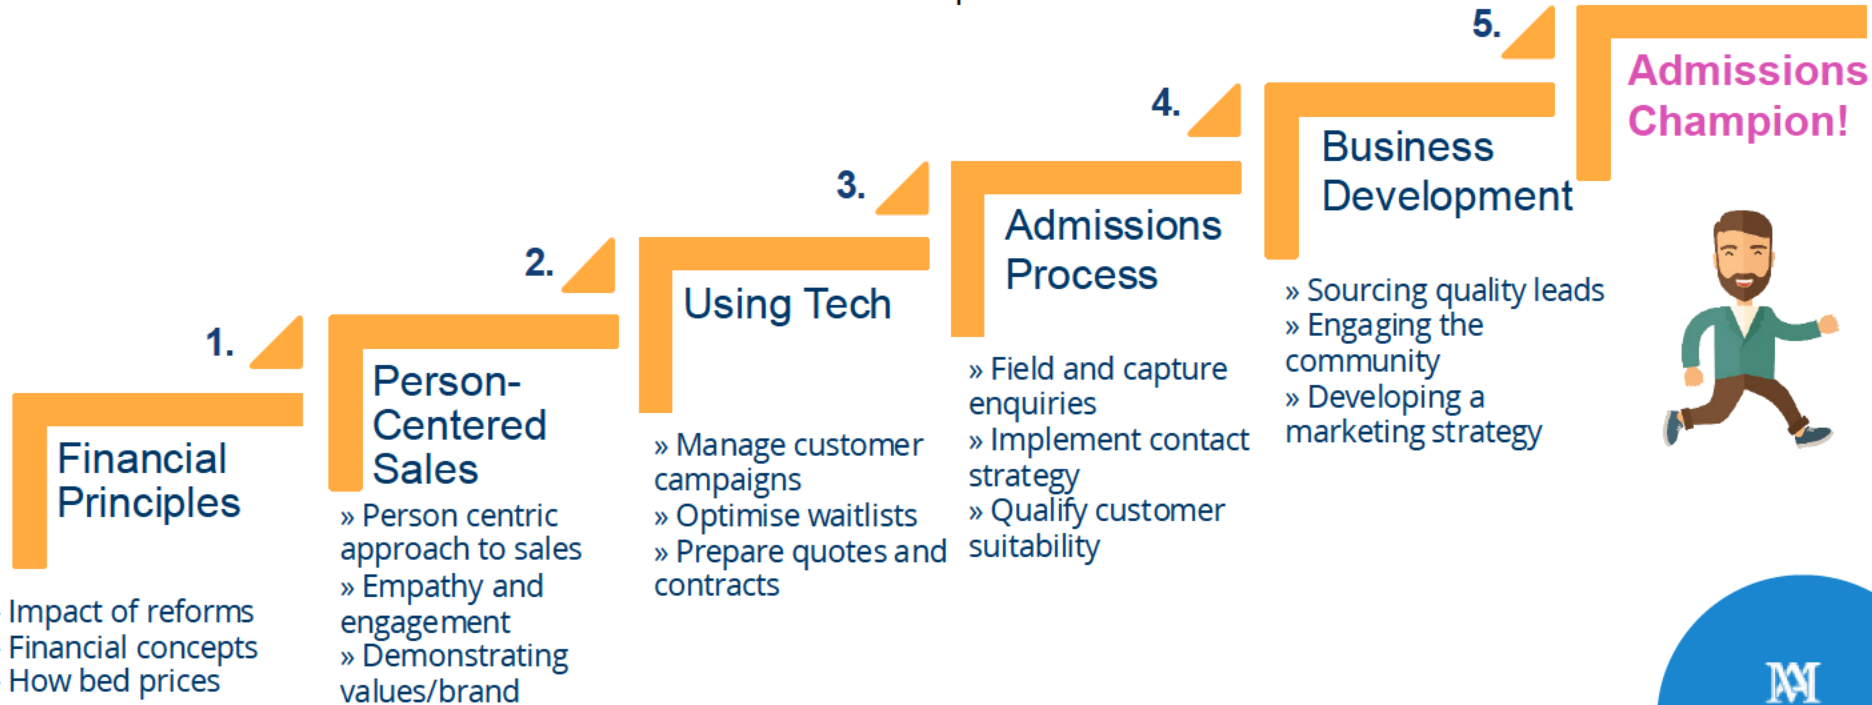 1.
Financial
Principles
Impact of reforms
Financial concepts
How bed prices
2.
Person-
Centered
Sales
» Person centric
approach to sales
» Empathy and
engagement
» Demonstrating
values/brand
3.
Using Tech
» Manage customer
campaigns
» Optimise waitlists
» Prepare quotes and
contracts
4.
Admissions
Process
» Field and capture
enquiries
» Implement contact
strategy
» Qualify customer
suitability
5.
Business
Development
» Sourcing quality leads
» Engaging the
community
» Developing a
marketing strategy
Admissions
Champion!